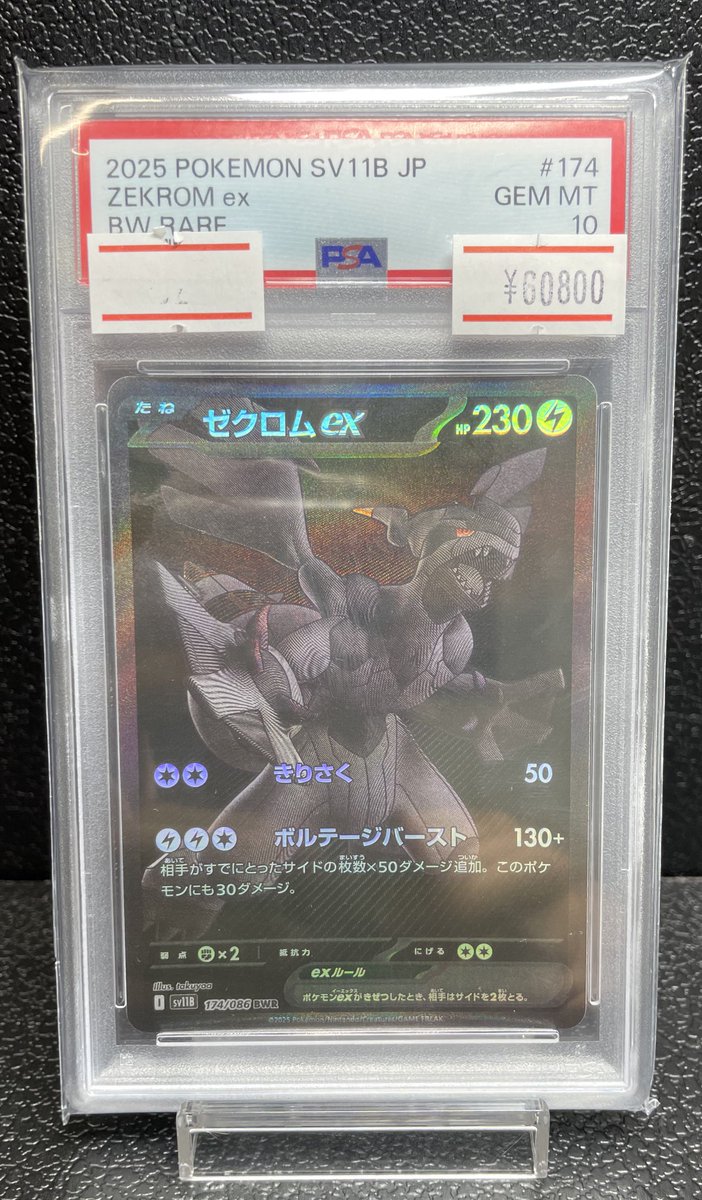 2025 POKEMON SV11B JP #174
ZEKROM ex GEM MT
BW RARE 10
PSA
¥60800
たね ゼクロムex HP230
きりさく 50
ボルテージバースト 130+
相手がすでにとったサイドの枚数×50ダメージ追加。このポケ
モンにも30ダメージ。
弱点 ×2 抵抗力 にげる
exルール
ポケモンexがきぜつしたとき、相手はサイドを2枚とる。
illus. takuyoa
I sv11B 174/086 BWR
©2025 Pokémon/Nintendo/Creatures/GAME FREAK